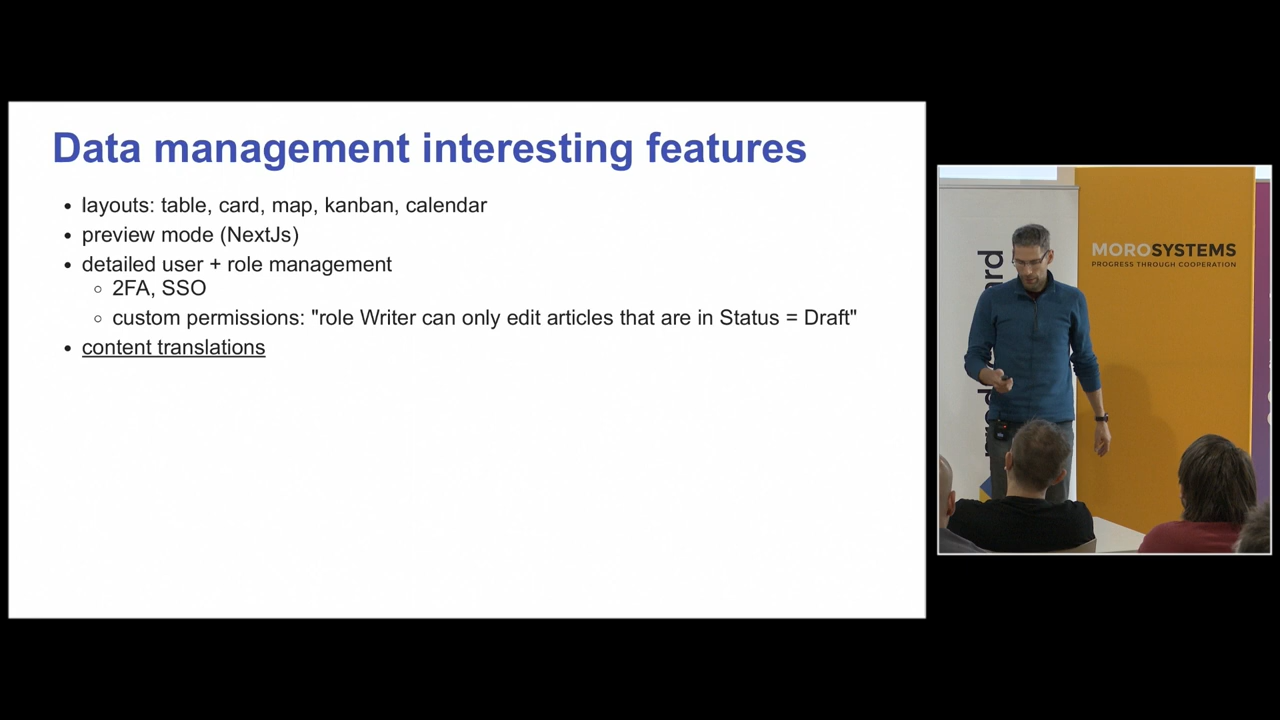 Data management interesting features
layouts: table, card, map, kanban, calendar
preview mode (NextJs)
detailed user + role management
2FA, SSO
custom permissions: "role Writer can only edit articles that are in Status = Draft"
content translations
MOROSYSTEMS
PROGRESS THROUGH COOPERATION